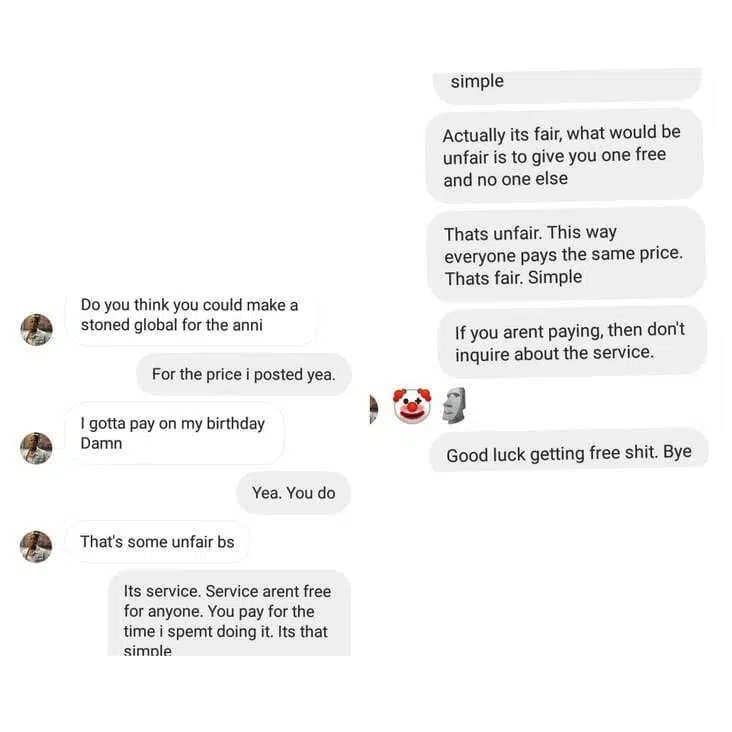 Do you think you could make a
stoned global for the anni
For the price i posted yea.
I gotta pay on my birthday
Damn
Yea. You do
That's some unfair bs
Its service. Service arent free
for anyone. You pay for the
time i spemt doing it. Its that
simple
simple
Actually its fair, what would be
unfair is to give you one free
and no one else
Thats unfair. This way
everyone pays the same price.
Thats fair. Simple
If you arent paying, then don't
inquire about the service.
Good luck getting free shit. Bye